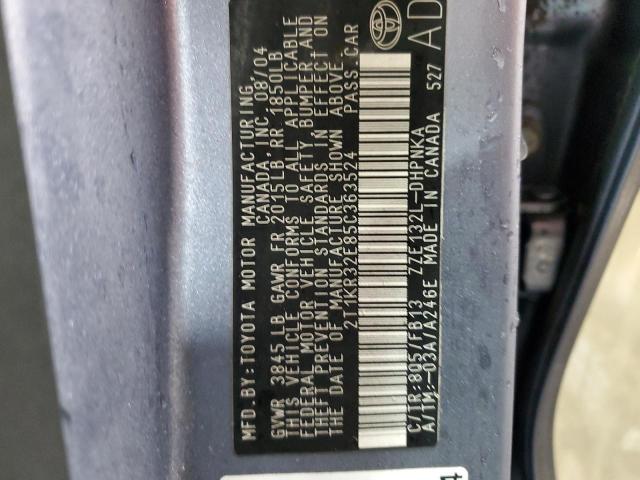 MFD. BY: TOYOTA MOTOR MANUFACTURING
CANADA, INC. 08/04
GVWR 3845 LB GAWR FR 2015LB RR 1850LB
THIS VEHICLE CONFORMS TO ALL APPLICABLE
FEDERAL MOTOR VEHICLE SAFETY BUMPER AND
THEFT PREVENTION STANDARDS IN EFFECT ON
THE DATE OF MANUFACTURE SHOWN ABOVE.
2T1KR32E85C363524 PASS. CAR
C/TR: 8Q5/FB13 ZZE132L-DHPNKA
A/TM: -03A/A246E MADE IN CANADA 527
AD